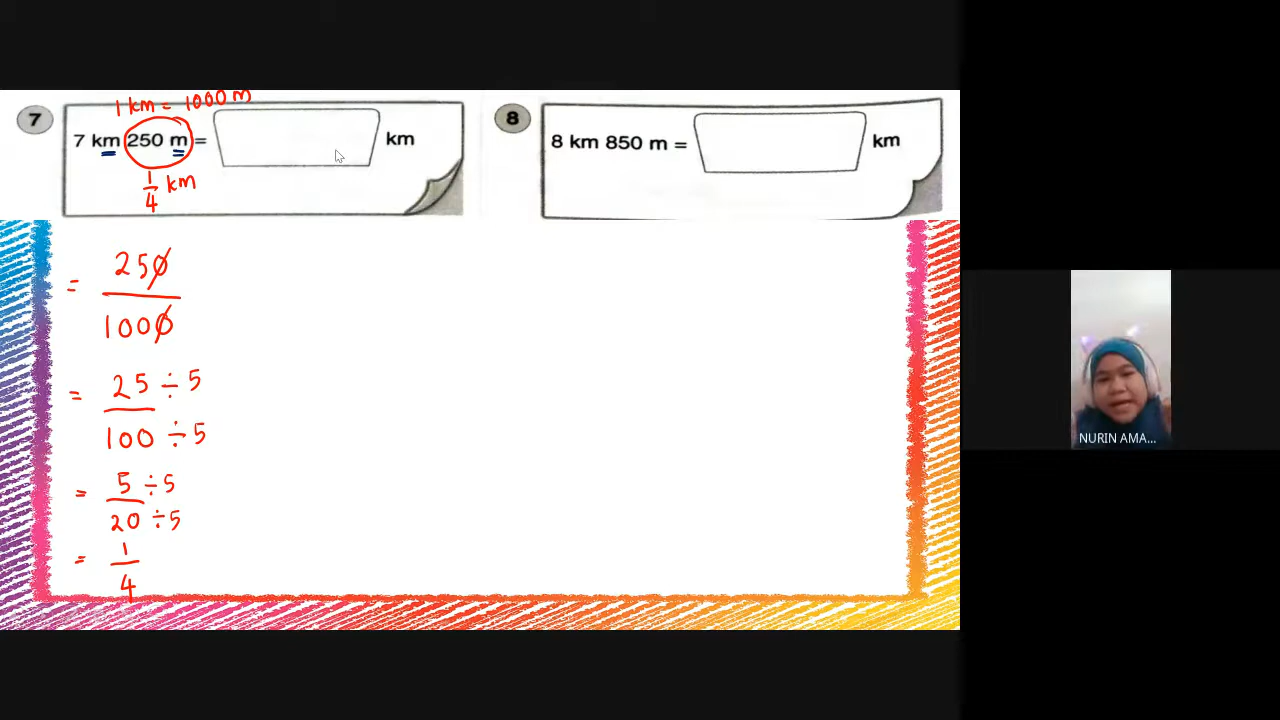 1 km = 1000 m
7
7 km 250 m = km
1/4 km
8
8 km 850 m = km
= 250/1000
= 25 ÷ 5
100 ÷ 5
= 5 ÷ 5
20 ÷ 5
= 1/4
NURIN AMA...